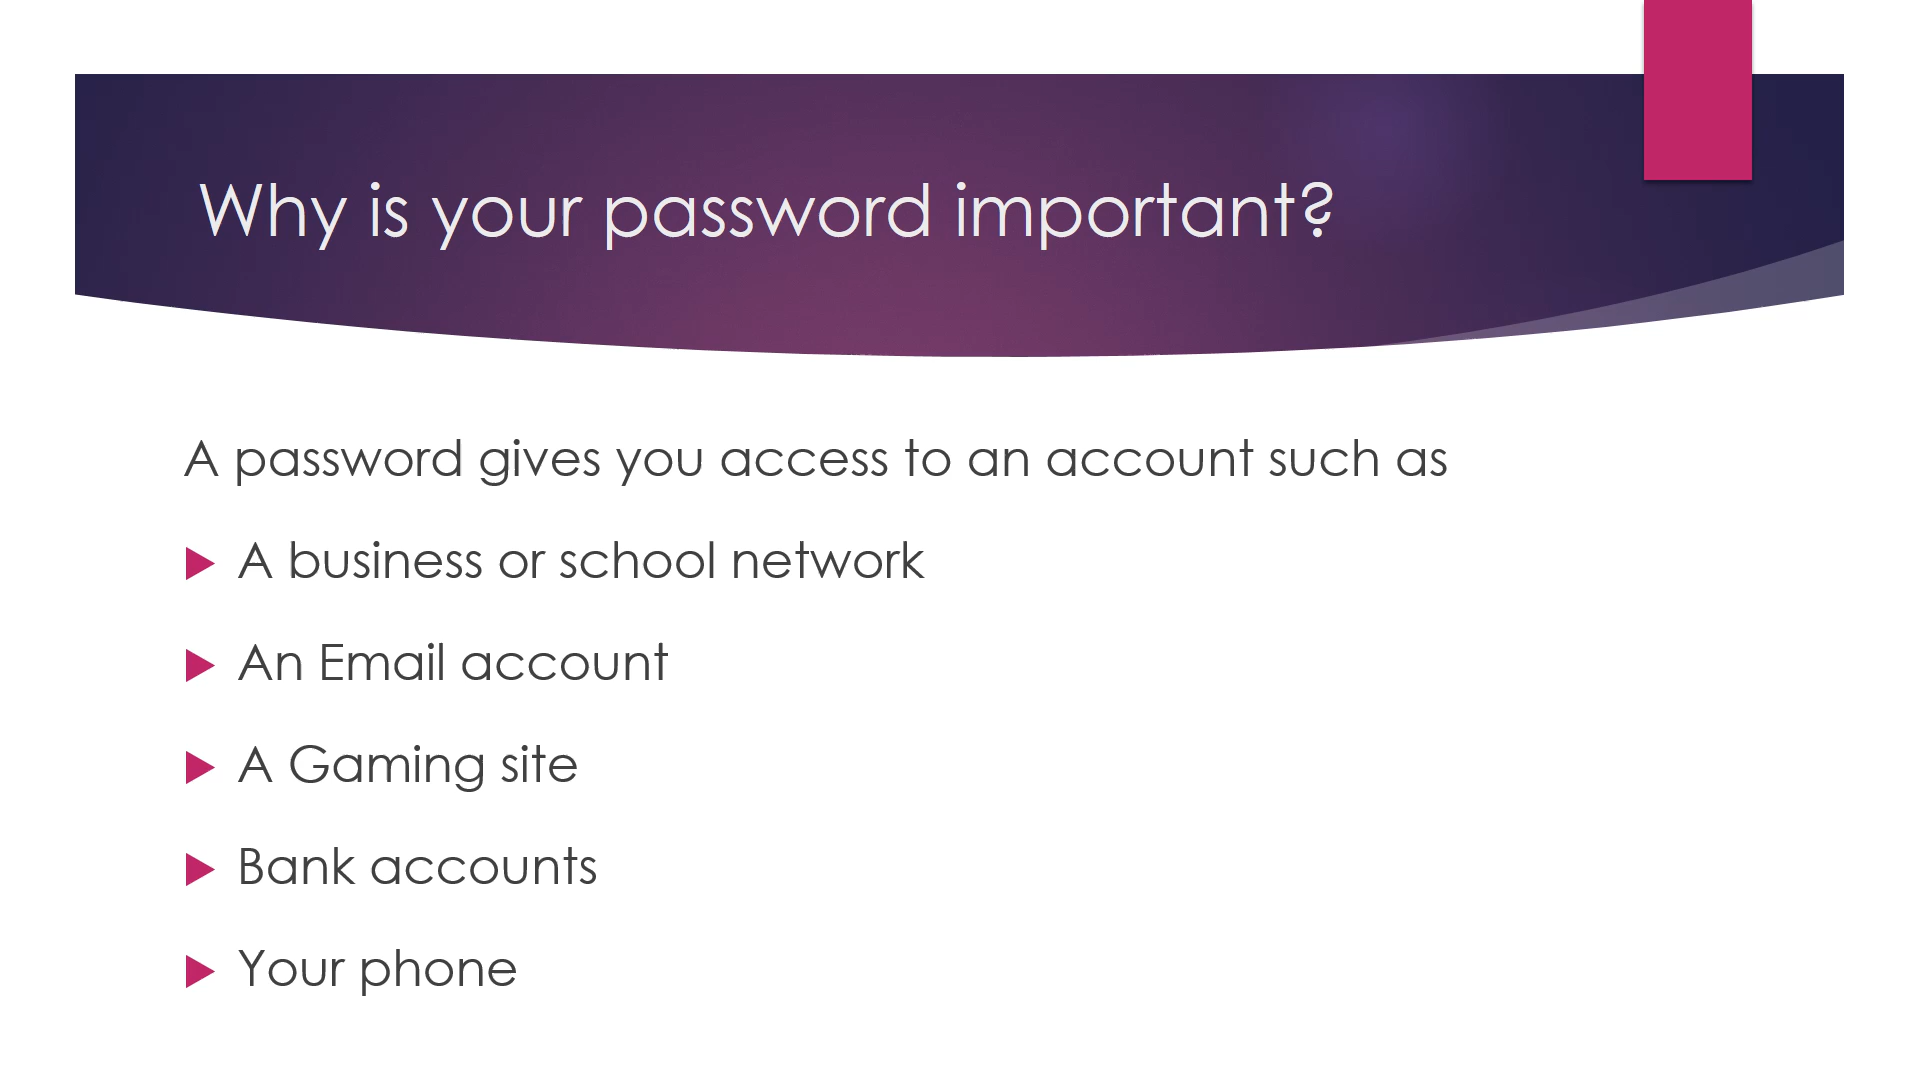 Why is your password important?
A password gives you access to an account such as
A business or school network
An Email account
A Gaming site
Bank accounts
Your phone